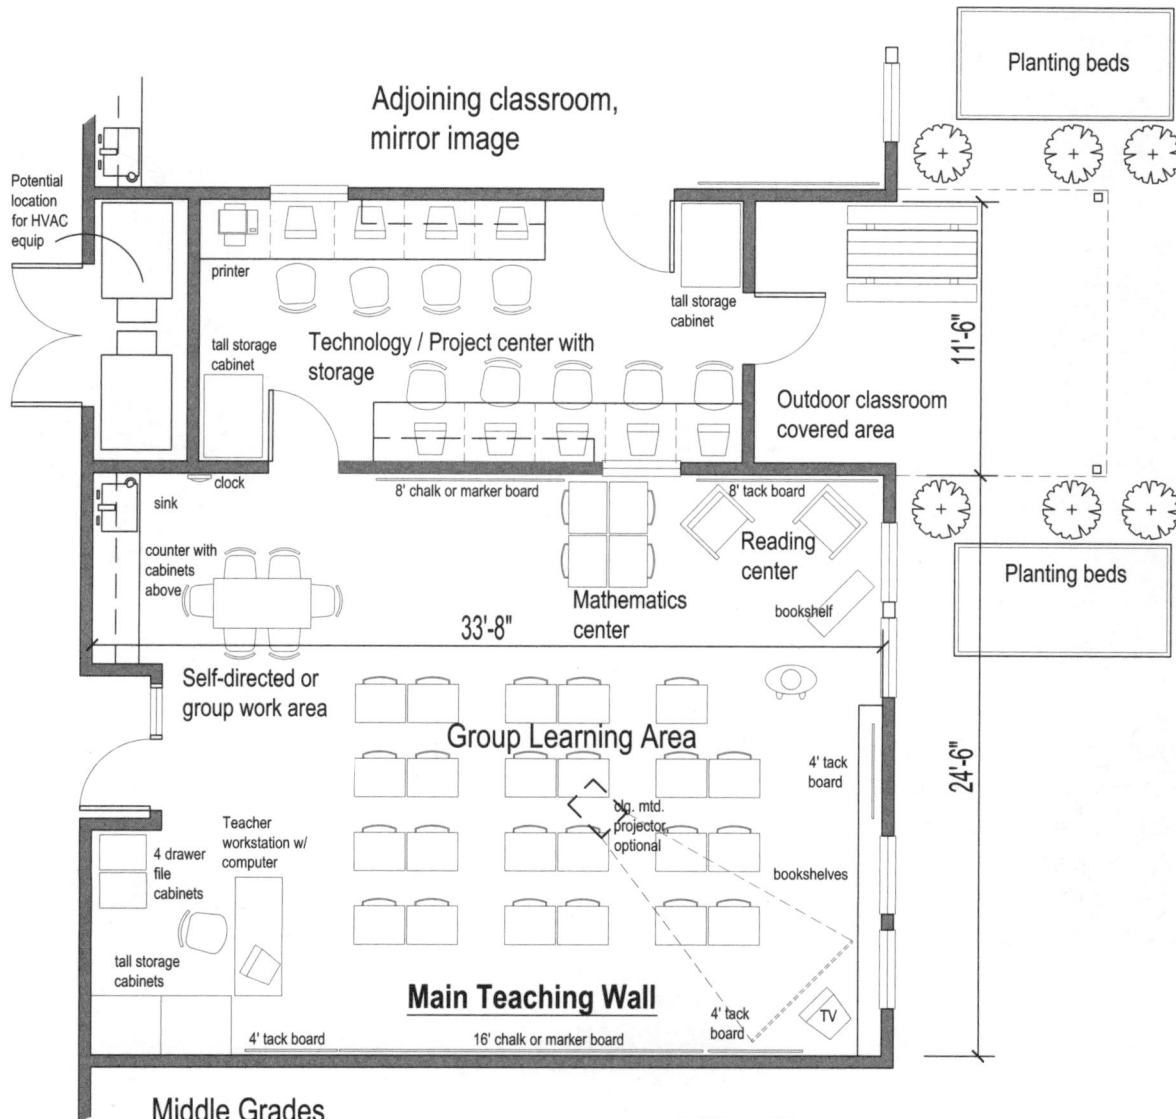 Planting beds
Adjoining classroom,
mirror image
Potential
location
for HVAC
equip
printer
tall storage
cabinet
Technology / Project center with
storage
tall storage
cabinet
11'-6"
Outdoor classroom
covered area
clock
sink
8' chalk or marker board
8' tack board
counter with
cabinets
above
Reading
center
Planting beds
Mathematics
center
bookshelf
33'-8"
Self-directed or
group work area
Group Learning Area
4' tack
board
24'-6"
clg. mtd.
projector,
optional
Teacher
workstation w/
computer
4 drawer
file
cabinets
bookshelves
tall storage
cabinets
Main Teaching Wall
4' tack
board
TV
4' tack board
16' chalk or marker board
Middle Grades